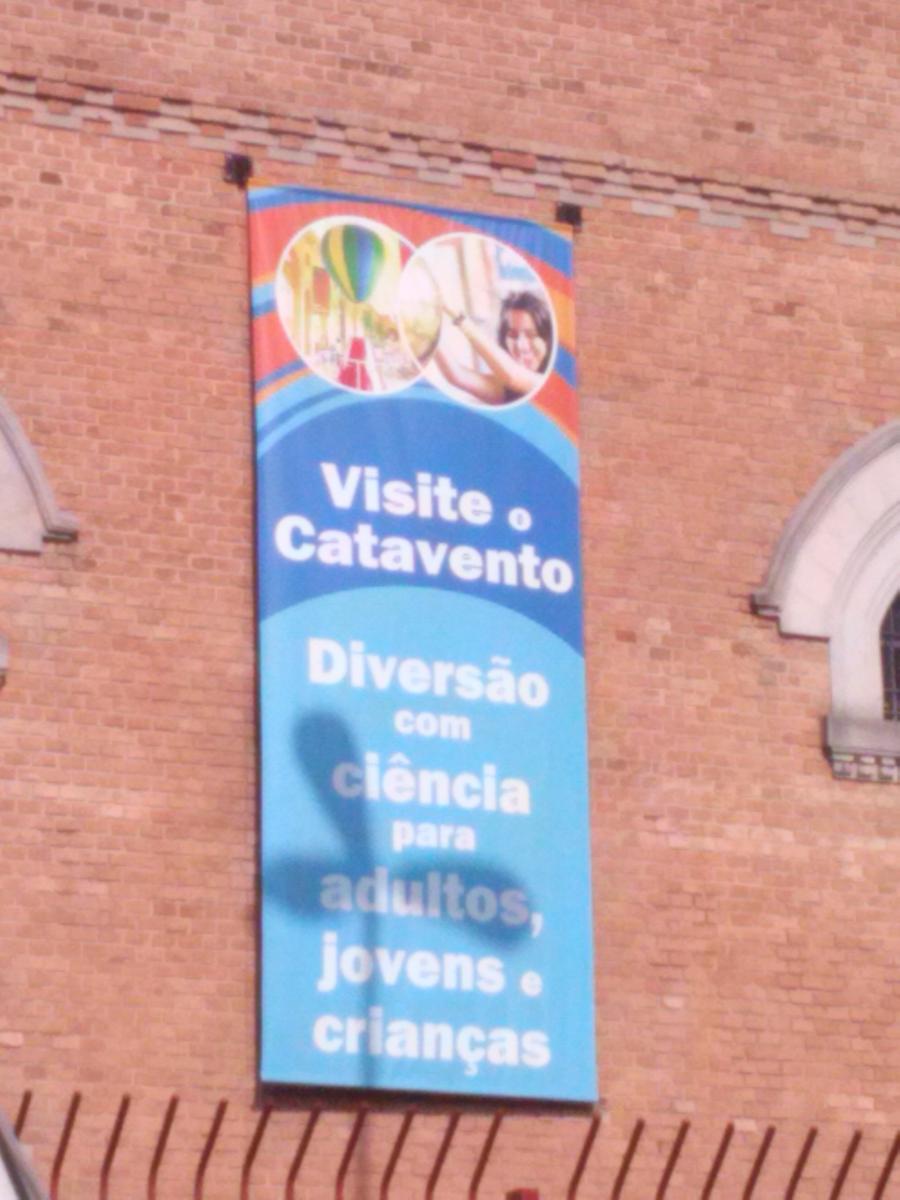 Visite o
Catavento
Diversão
com
ciência
para
adultos,
jovens e
crianças